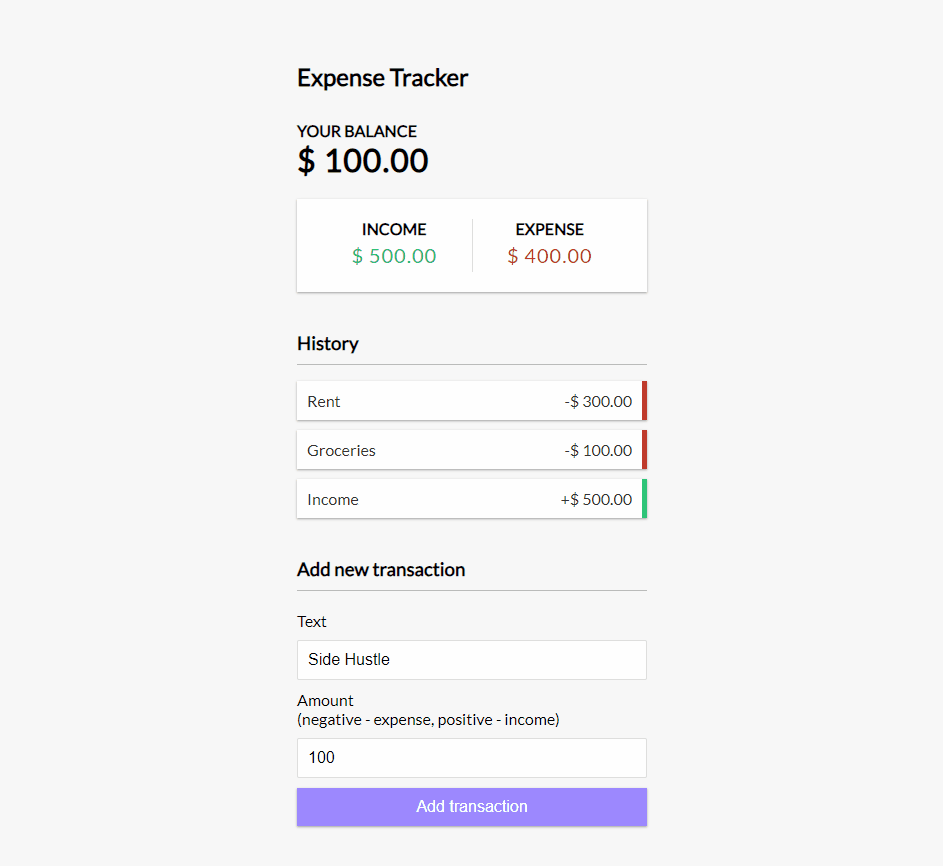 Expense Tracker
YOUR BALANCE
$ 100.00
INCOME EXPENSE
$ 500.00 $ 400.00
History
Rent -$ 300.00
Groceries -$ 100.00
Income +$ 500.00
Add new transaction
Text
Side Hustle
Amount
(negative - expense, positive - income)
100
Add transaction